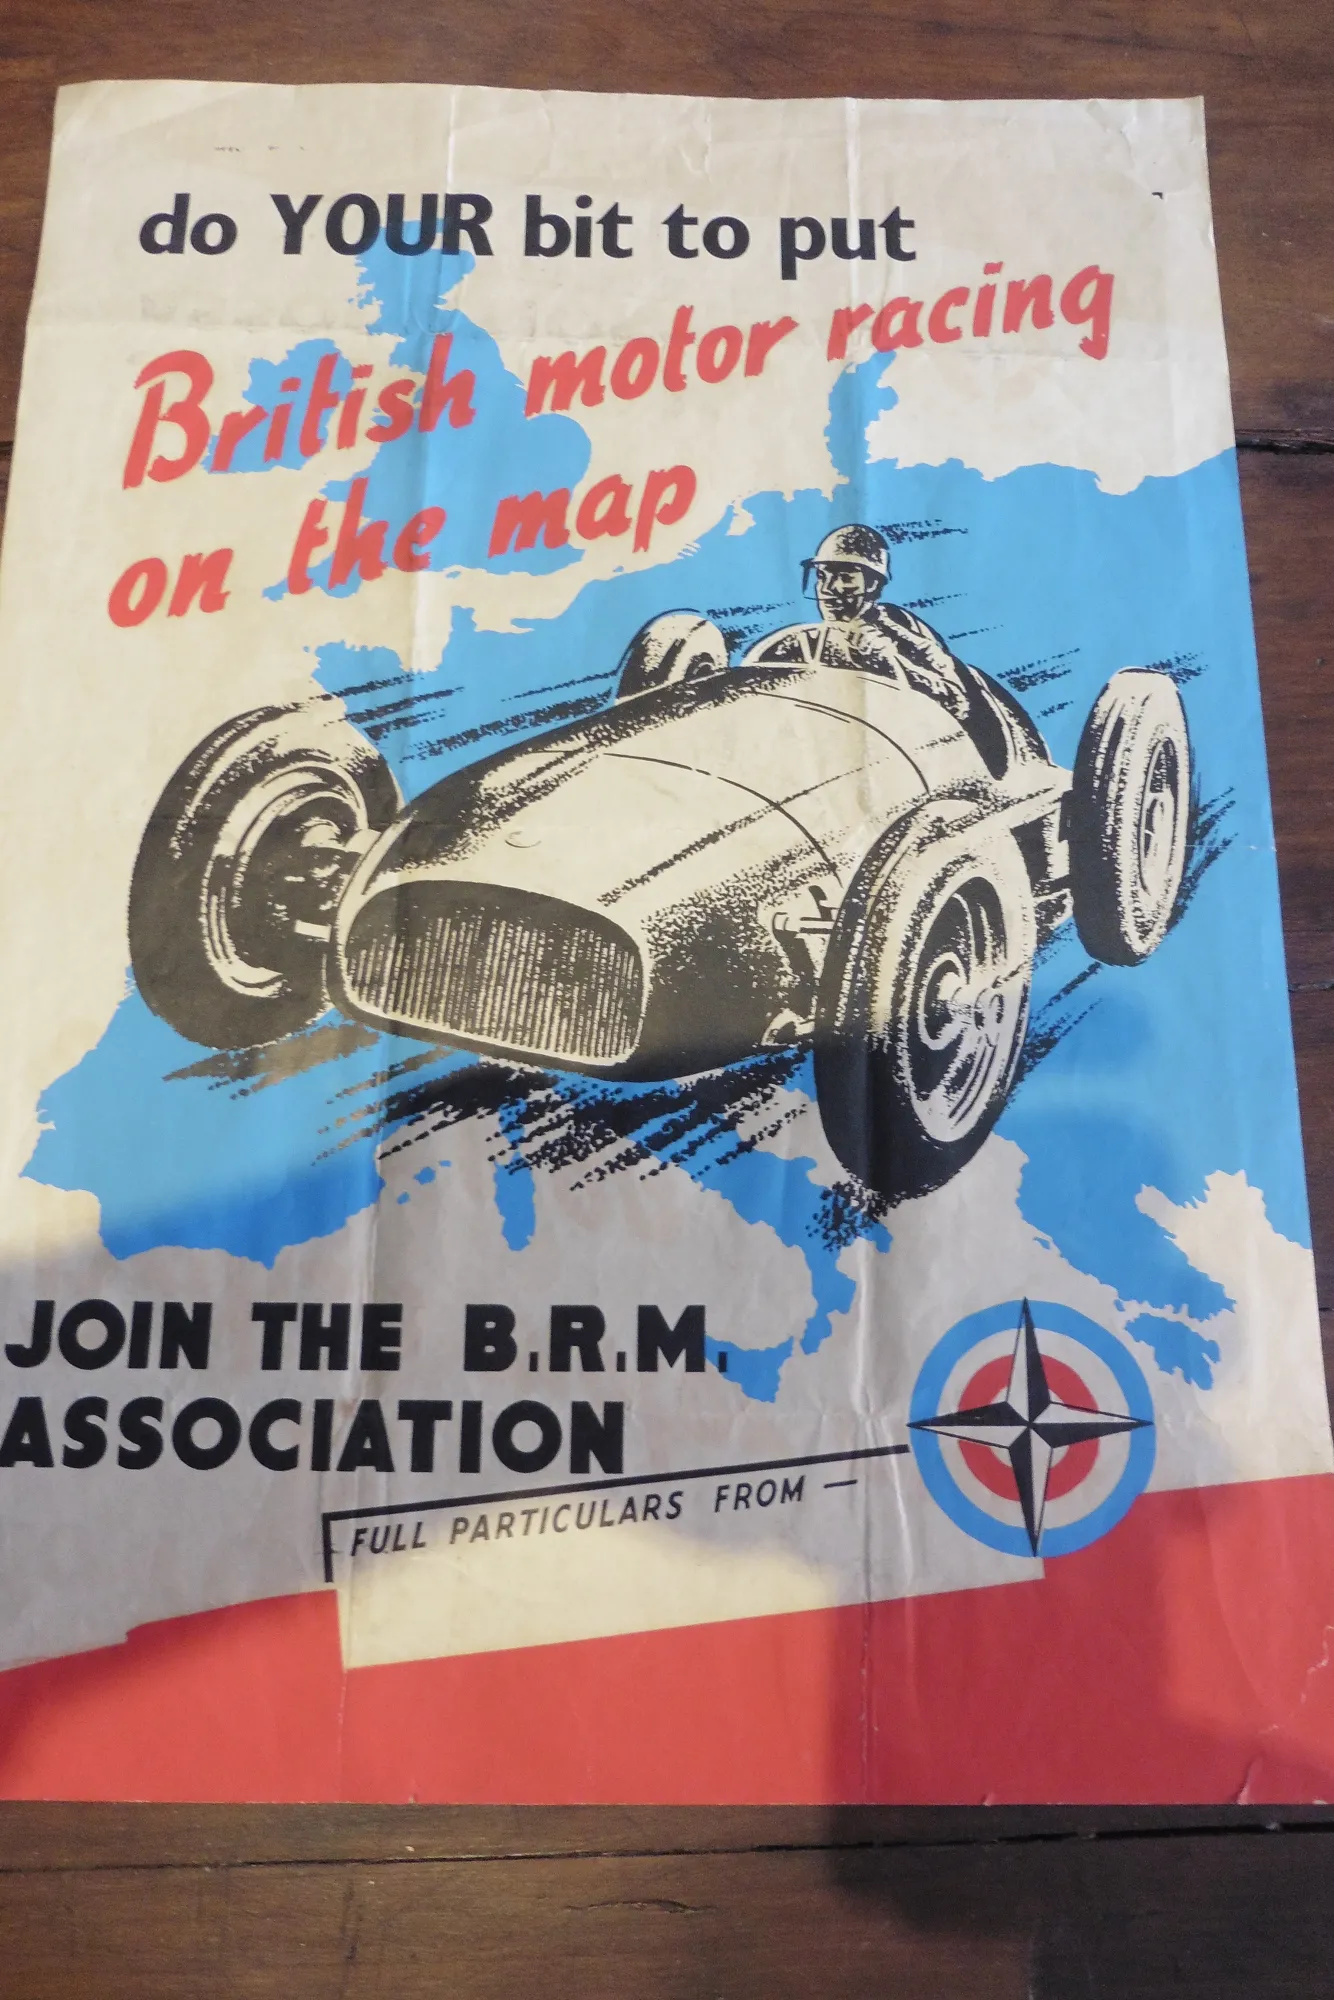 do YOUR bit to put
British motor racing
on the map
JOIN THE B.R.M.
ASSOCIATION
FULL PARTICULARS FROM —